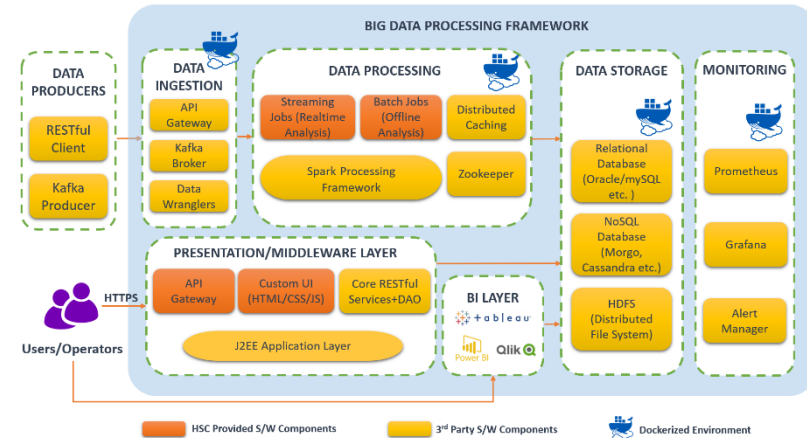 BIG DATA PROCESSING FRAMEWORK
DATA
PRODUCERS
RESTful
Client
Kafka
Producer
DATA
INGESTION
API
Gateway
Kafka
Broker
Data
Wranglers
DATA PROCESSING
Streaming
Jobs (Realtime
Analysis)
Batch Jobs
(Offline
Analysis)
Distributed
Caching
Spark Processing
Framework
Zookeeper
DATA STORAGE
Relational
Database
(Oracle/mySQL
etc. )
NoSQL
Database
(Morgo,
Cassandra etc.)
HDFS
(Distributed
File System)
MONITORING
Prometheus
Grafana
Alert
Manager
PRESENTATION/MIDDLEWARE LAYER
API
Gateway
Custom UI
(HTML/CSS/JS)
Core RESTful
Services+DAO
J2EE Application Layer
BI LAYER
+ a b l e a u
Power BI
Qlik
HTTPS
Users/Operators
HSC Provided S/W Components
3rd Party S/W Components
Dockerized Environment